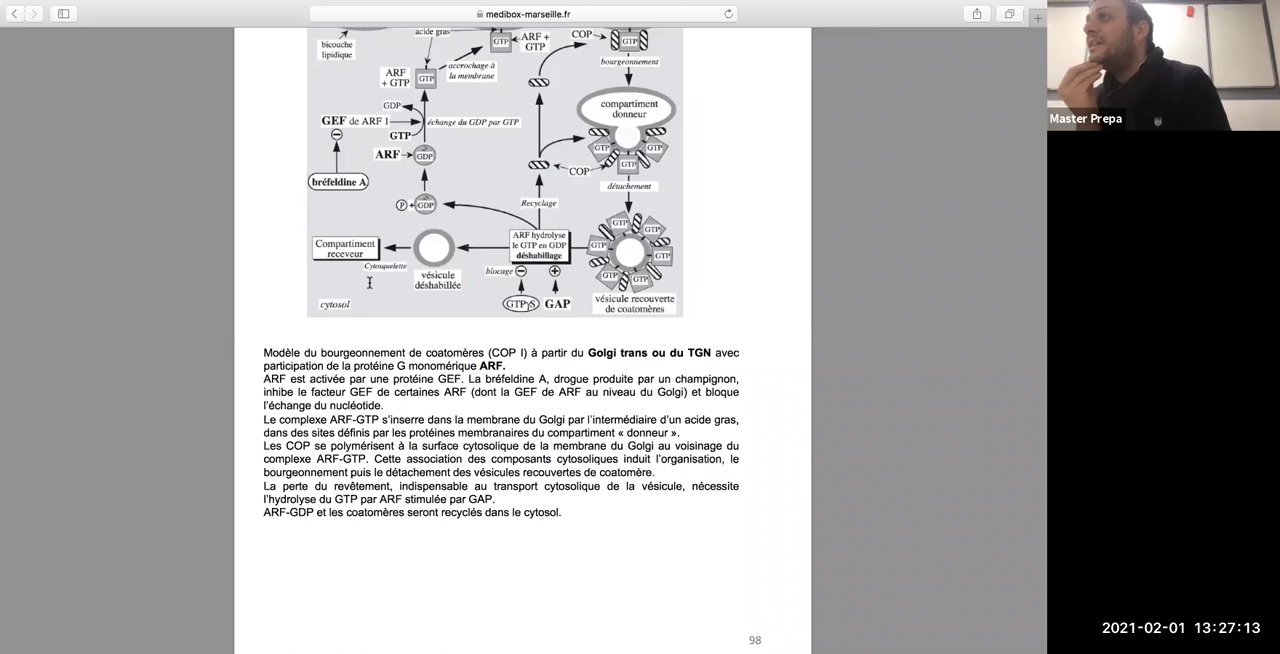 medibox-marseille.fr
acide gras
bicouche
lipidique
GTP
ARF +
GTP
COP
GTP
bourgeonnement
accrochage à
la membrane
ARF
+ GTP
GTP
compartiment
donneur
GDP
GEF de ARF I
échange du GDP par GTP
GTP
GTP
GTP
ARF
GDP
GTP
COP
bréfeldine A
détachement
P + GDP
Recyclage
GTP
GTP
Compartiment
receveur
ARF hydrolyse
le GTP en GDP
déshabillage
GTP
GTP
Cytosquelette
vésicule
déshabillée
blocage
GTP
GTP
GTPγS
GAP
vésicule recouverte
de coatomères
cytosol
Modèle du bourgeonnement de coatomères (COP I) à partir du Golgi trans ou du TGN avec
participation de la protéine G monomérique ARF.
ARF est activée par une protéine GEF. La bréfeldine A, drogue produite par un champignon,
inhibe le facteur GEF de certaines ARF (dont la GEF de ARF au niveau du Golgi) et bloque
l'échange du nucléotide.
Le complexe ARF-GTP s'inserre dans la membrane du Golgi par l'intermédiaire d'un acide gras,
dans des sites définis par les protéines membranaires du compartiment « donneur ».
Les COP se polymérisent à la surface cytosolique de la membrane du Golgi au voisinage du
complexe ARF-GTP. Cette association des composants cytosoliques induit l'organisation, le
bourgeonnement puis le détachement des vésicules recouvertes de coatomère.
La perte du revêtement, indispensable au transport cytosolique de la vésicule, nécessite
l'hydrolyse du GTP par ARF stimulée par GAP.
ARF-GDP et les coatomères seront recyclés dans le cytosol.
98
Master Prepa
2021-02-01 13:27:13